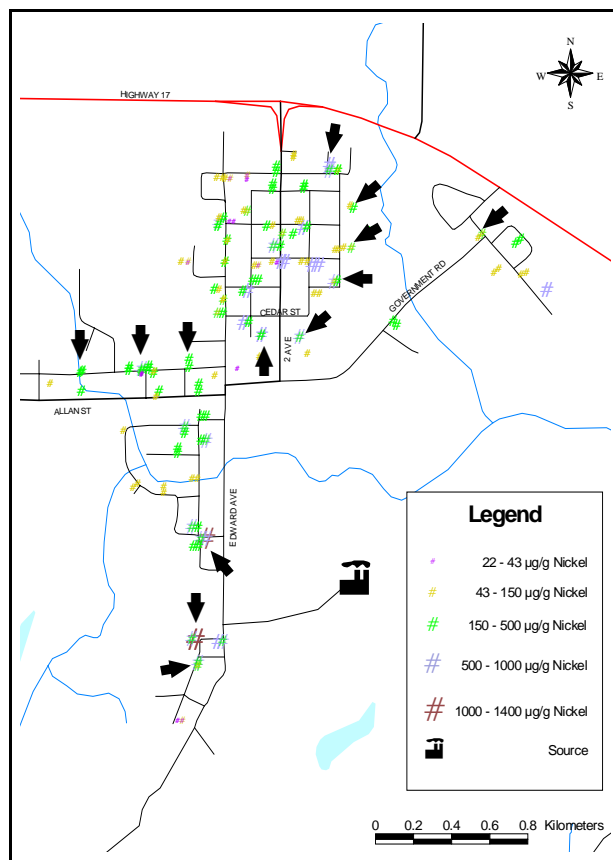 N
W E
S
HIGHWAY 17
GOVERNMENT RD
CEDAR ST
2 AVE
ALLAN ST
EDWARD AVE
Legend
# 22 - 43 µg/g Nickel
# 43 - 150 µg/g Nickel
# 150 - 500 µg/g Nickel
# 500 - 1000 µg/g Nickel
# 1000 - 1400 µg/g Nickel
Source
0 0.2 0.4 0.6 0.8 Kilometers